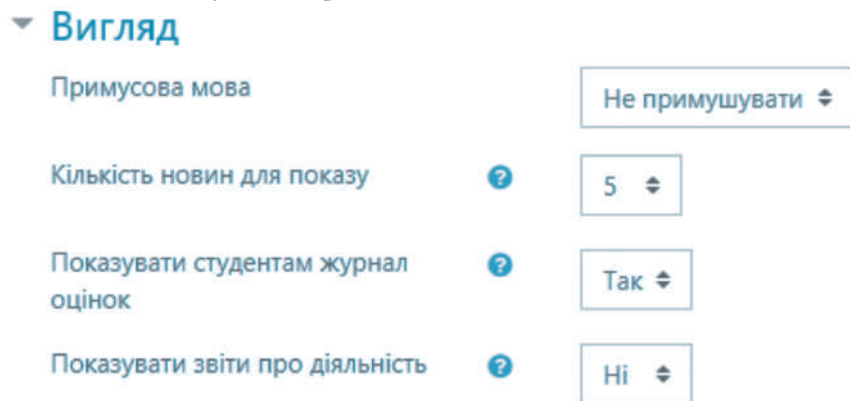 Вигляд
Примусова мова
Не примушувати
Кількість новин для показу
5
Показувати студентам журнал
оцінок
Так
Показувати звіти про діяльність
Ні